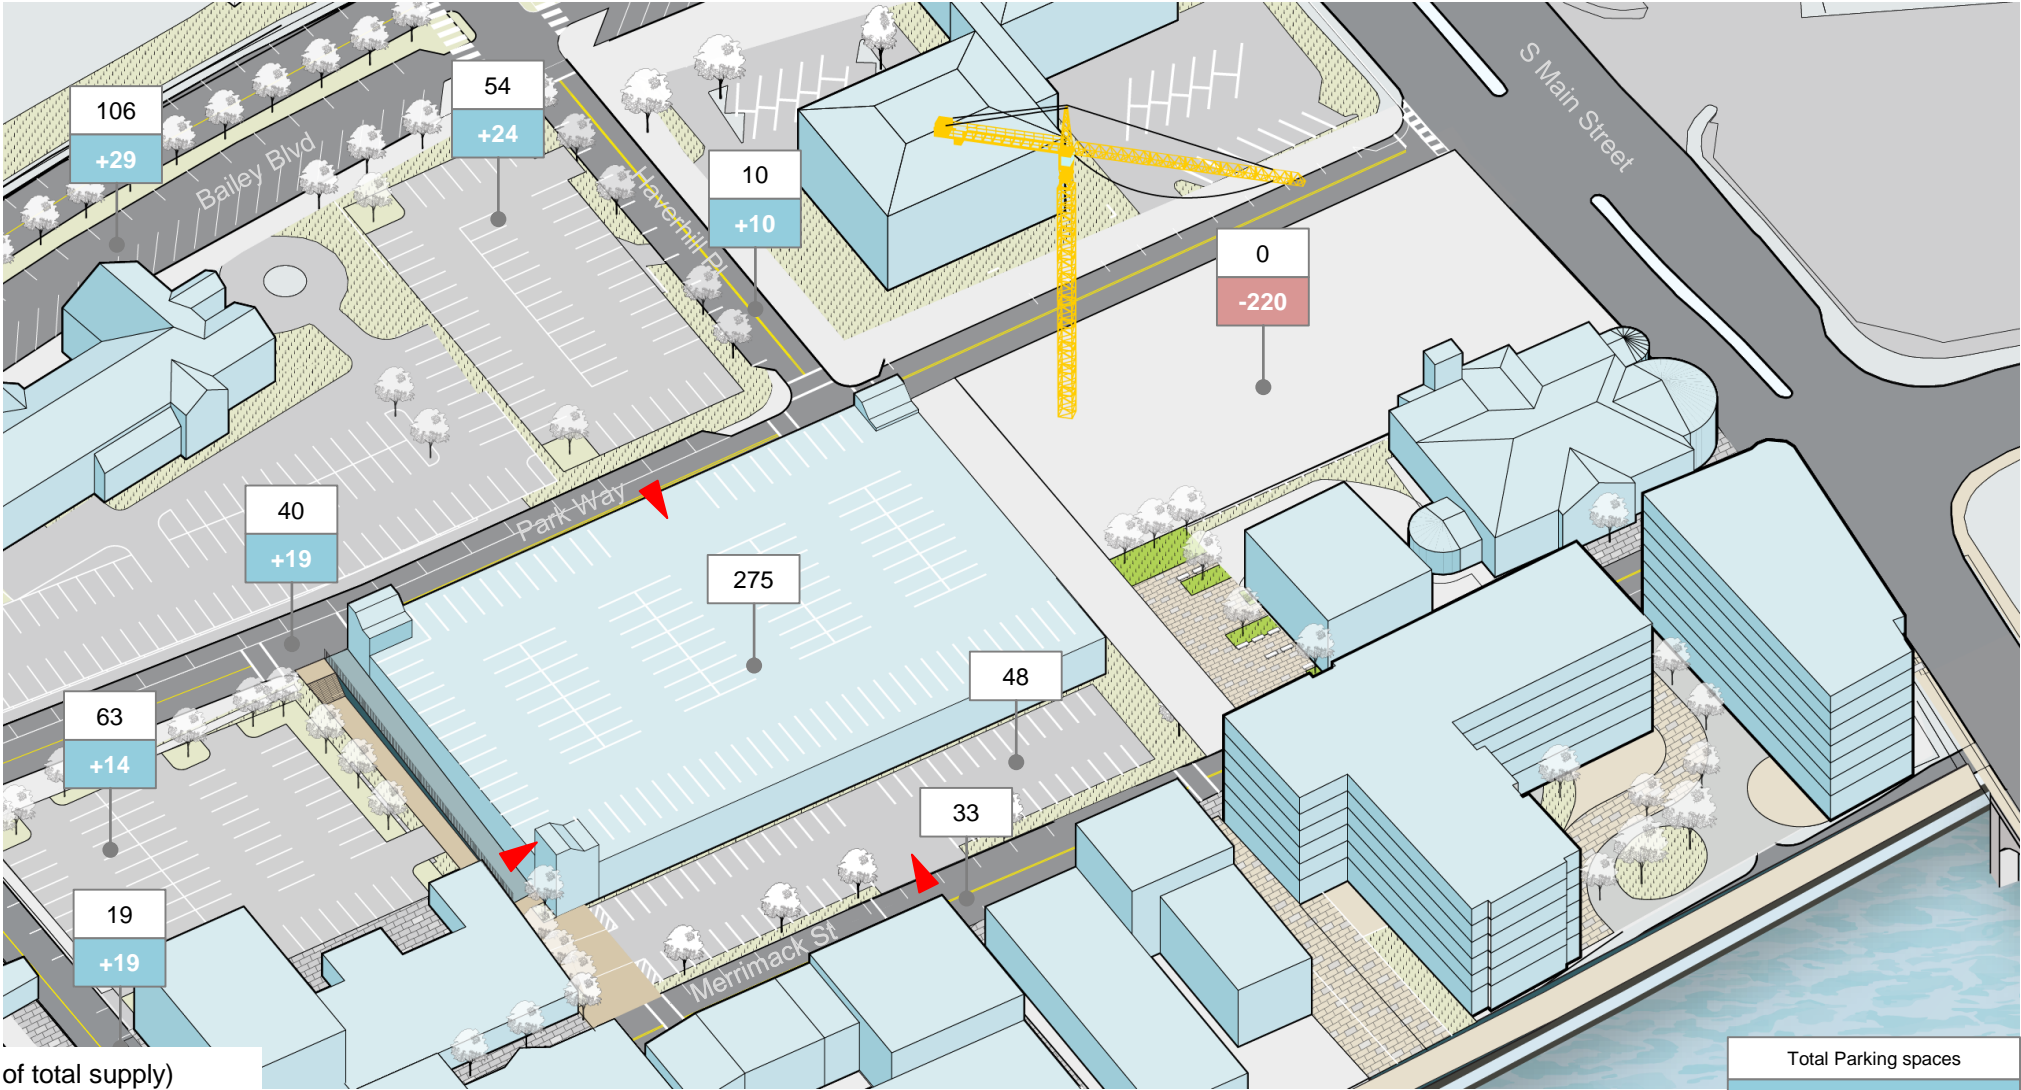 S Main Street
54
+24
106
+29
Bailey Blvd
10
+10
Haverhill Pl
0
-220
40
+19
Park Way
275
48
63
+14
33
19
+19
Merrimack St
of total supply)
Total Parking spaces